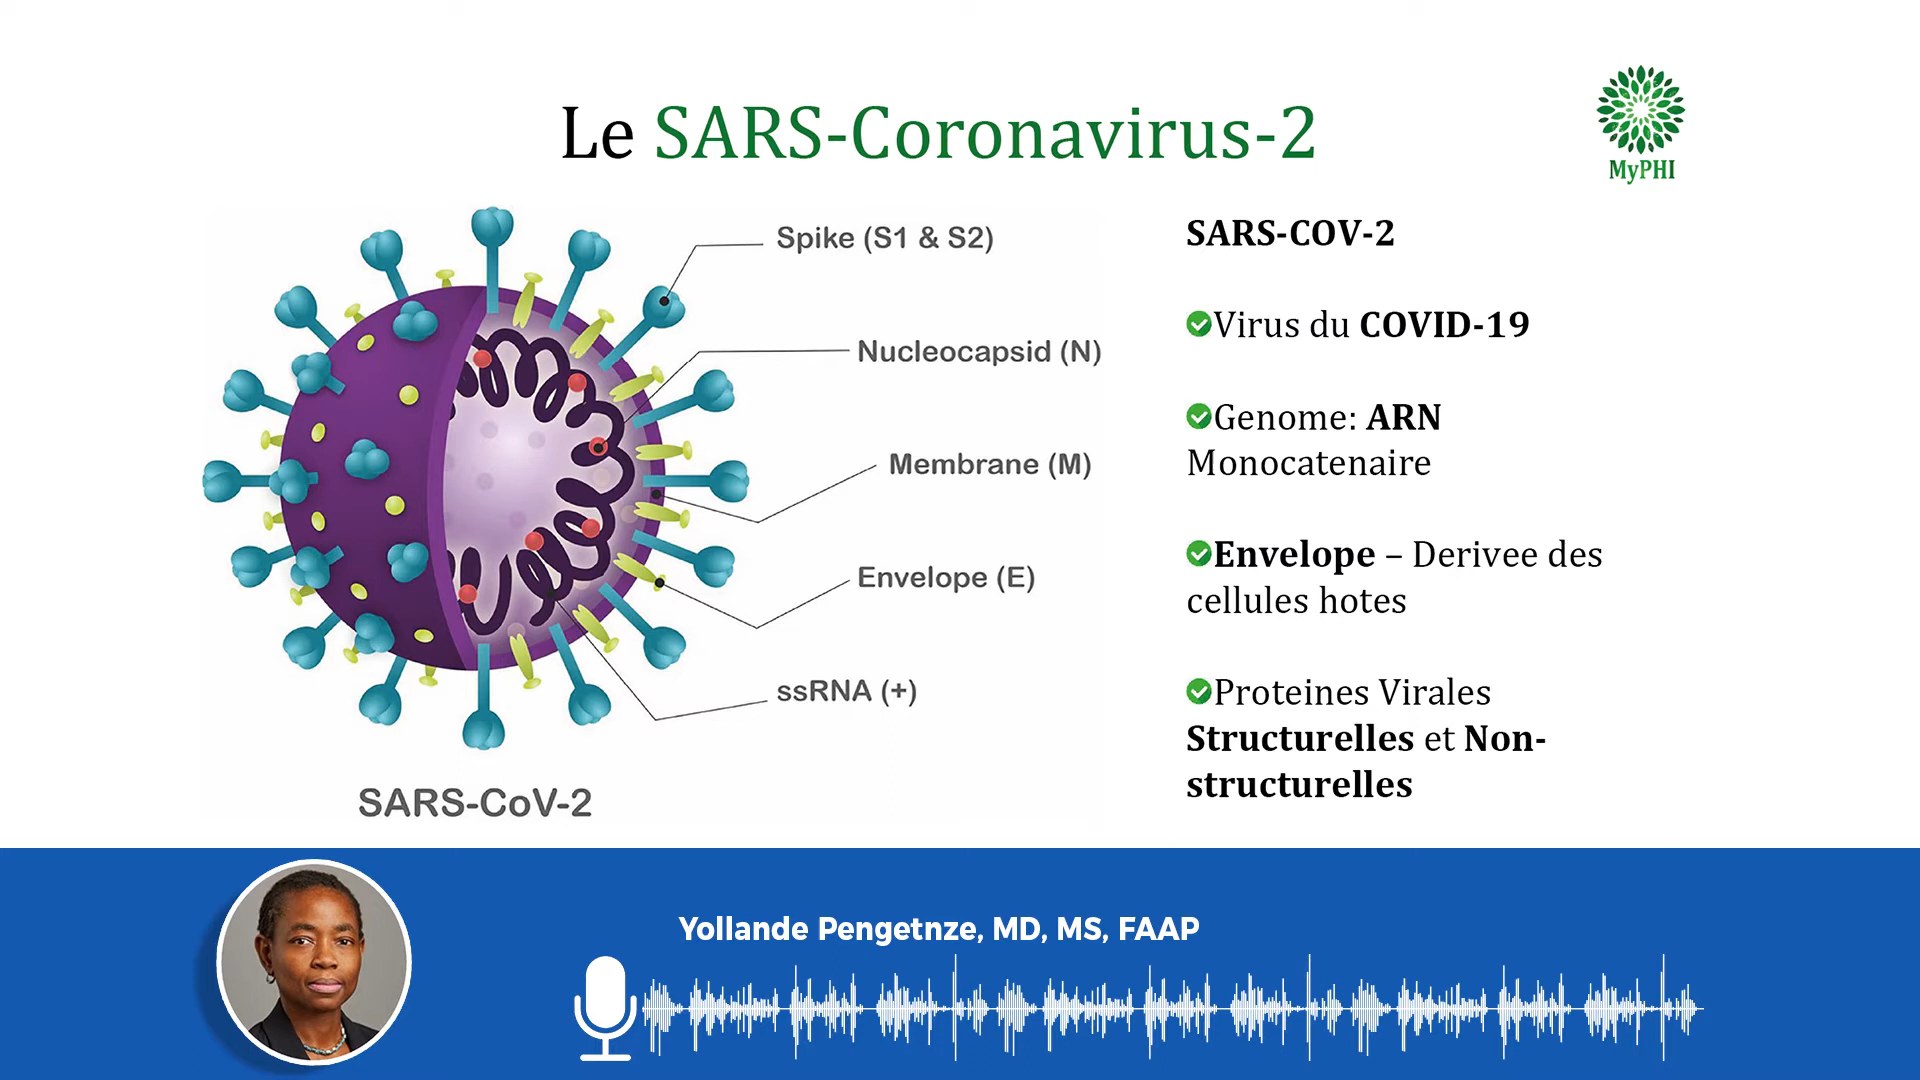 Le SARS-Coronavirus-2
MyPHI
Spike (S1 & S2)
Nucleocapsid (N)
Membrane (M)
Envelope (E)
ssRNA (+)
SARS-CoV-2
SARS-COV-2
Virus du COVID-19
Genome: ARN
Monocatenaire
Envelope – Derivee des
cellules hotes
Proteines Virales
Structurelles et Non-
structurelles
Yollande Pengetnze, MD, MS, FAAP